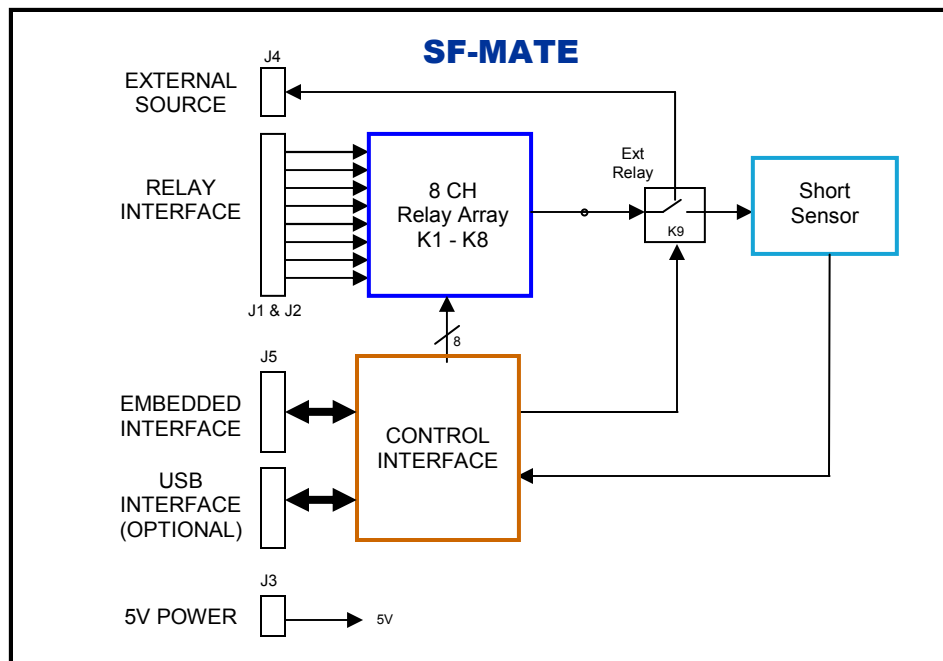 SF-MATE
J4
EXTERNAL
SOURCE
RELAY
INTERFACE
J1 & J2
8 CH
Relay Array
K1 - K8
Ext
Relay
K9
Short
Sensor
8
J5
EMBEDDED
INTERFACE
CONTROL
INTERFACE
USB
INTERFACE
(OPTIONAL)
J3
5V POWER
5V